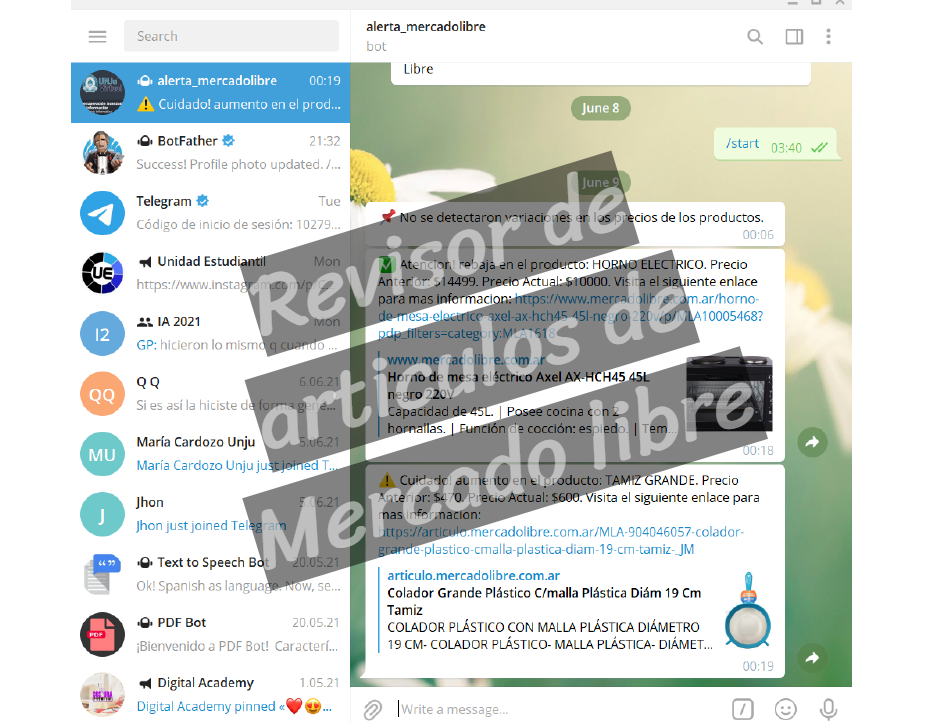 Search
alerta_mercadolibre
bot
alerta_mercadolibre 00:19
⚠️ Cuidado! aumento en el prod...
BotFather 21:32
Success! Profile photo updated. /...
Telegram Tue
Código de inicio de sesión: 10279...
Unidad Estudiantil Mon
https://www.instagram.com/p/C2...
IA 2021 Mon
GP: hicieron lo mismo q cuando ...
Q Q 6.06.21
Si es así la hiciste de forma gene...
María Cardozo Unju 5.06.21
María Cardozo Unju just joined T...
Jhon 5.06.21
Jhon just joined Telegram
Text to Speech Bot 20.05.21
Ok! Spanish as language. Now, se...
PDF Bot 20.05.21
¡Bienvenido a PDF Bot! Caracterí...
Digital Academy 1.05.21
Digital Academy pinned «❤️😍...
I2
QQ
MU
J
UE
PDF
Libre
June 8
/start 03:40
June 9
📌 No se detectaron variaciones en los precios de los productos.
00:06
✅ Atencion! rebaja en el producto: HORNO ELECTRICO. Precio
Anterior: $14499. Precio Actual: $10000. Visita el siguiente enlace
para mas informacion: https://www.mercadolibre.com.ar/horno-
de-mesa-electrico-axel-ax-hch45-45l-negro-220v/p/MLA10005468?
pdp_filters=category:MLA1618
www.mercadolibre.com.ar
Horno de mesa eléctrico Axel AX-HCH45 45L
negro 220V
Capacidad de 45L. | Posee cocina con 2
hornallas. | Función de cocción: espiedo. | Tem...
00:18
⚠️ Cuidado! aumento en el producto: TAMIZ GRANDE. Precio
Anterior: $470. Precio Actual: $600. Visita el siguiente enlace para
mas informacion:
https://articulo.mercadolibre.com.ar/MLA-904046057-colador-
grande-plastico-cmalla-plastica-diam-19-cm-tamiz-_JM
articulo.mercadolibre.com.ar
Colador Grande Plástico C/malla Plástica Diám 19 Cm
Tamiz
COLADOR PLÁSTICO CON MALLA PLÁSTICA DIÁMETRO
19 CM- COLADOR PLÁSTICO- MALLA PLÁSTICA- DIÁMET...
00:19
Write a message...
Revisor de
articulos de
Mercado libre